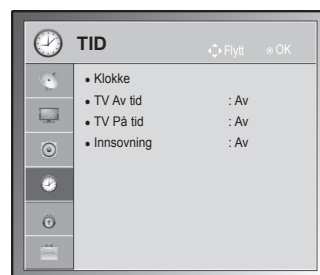 TID
Flytt OK
• Klokke
• TV Av tid : Av
• TV På tid : Av
• Innsovning : Av